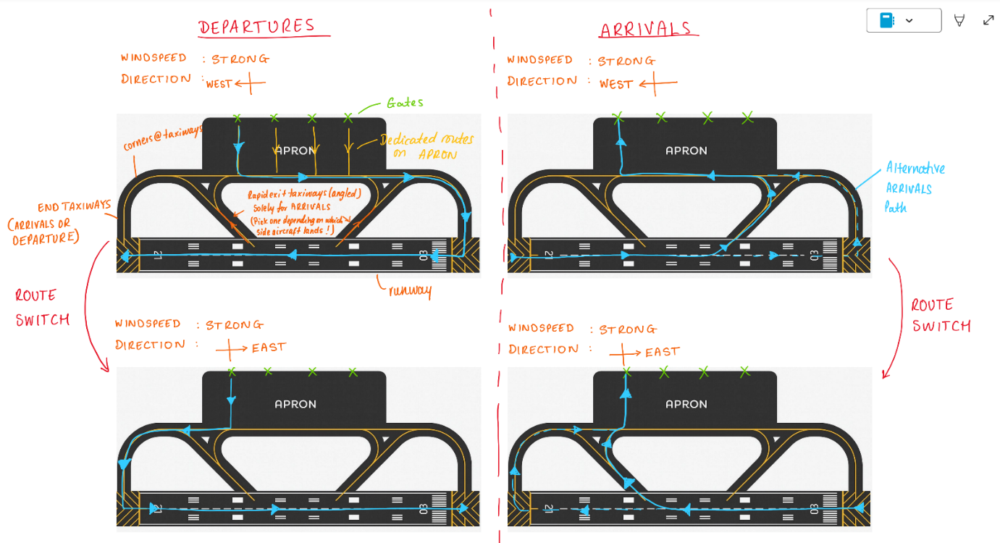 DEPARTURES
WINDSPEED : STRONG
DIRECTION : WEST
Gates
corners@taxiways
APRON
Dedicated routes
on APRON
Rapid exit taxiways (angled)
Solely for ARRIVALS
(Pick one depending on which
side aircraft lands!)
END TAXIWAYS
(ARRIVALS OR
DEPARTURE)
21
03
runway
ROUTE
SWITCH
WINDSPEED : STRONG
DIRECTION : EAST
APRON
21
03
ARRIVALS
WINDSPEED : STRONG
DIRECTION : WEST
APRON
Alternative
ARRIVALS
Path
21
03
ROUTE
SWITCH
WINDSPEED : STRONG
DIRECTION : EAST
APRON
21
03